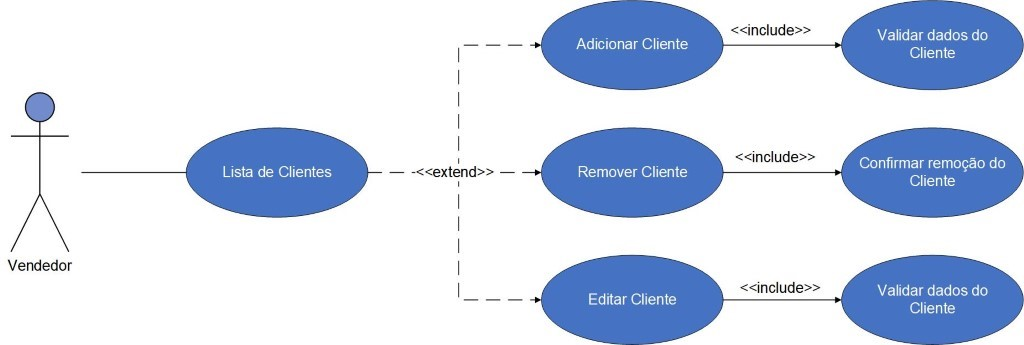 Adicionar Cliente
<<include>>
Validar dados do
Cliente
Vendedor
Lista de Clientes
<<extend>>
Remover Cliente
<<include>>
Confirmar remoção do
Cliente
Editar Cliente
<<include>>
Validar dados do
Cliente